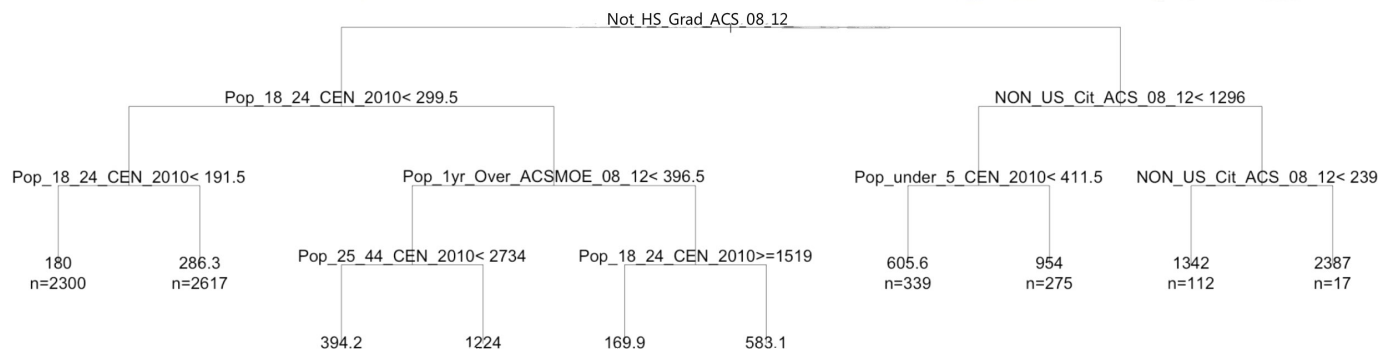 Not_HS_Grad_ACS_08_12
Pop_18_24_CEN_2010< 299.5
NON_US_Cit_ACS_08_12< 1296
Pop_18_24_CEN_2010< 191.5
Pop_1yr_Over_ACSMOE_08_12< 396.5
Pop_under_5_CEN_2010< 411.5
NON_US_Cit_ACS_08_12< 239
Pop_25_44_CEN_2010< 2734
Pop_18_24_CEN_2010>=1519
180
n=2300
286.3
n=2617
605.6
n=339
954
n=275
1342
n=112
2387
n=17
394.2
1224
169.9
583.1